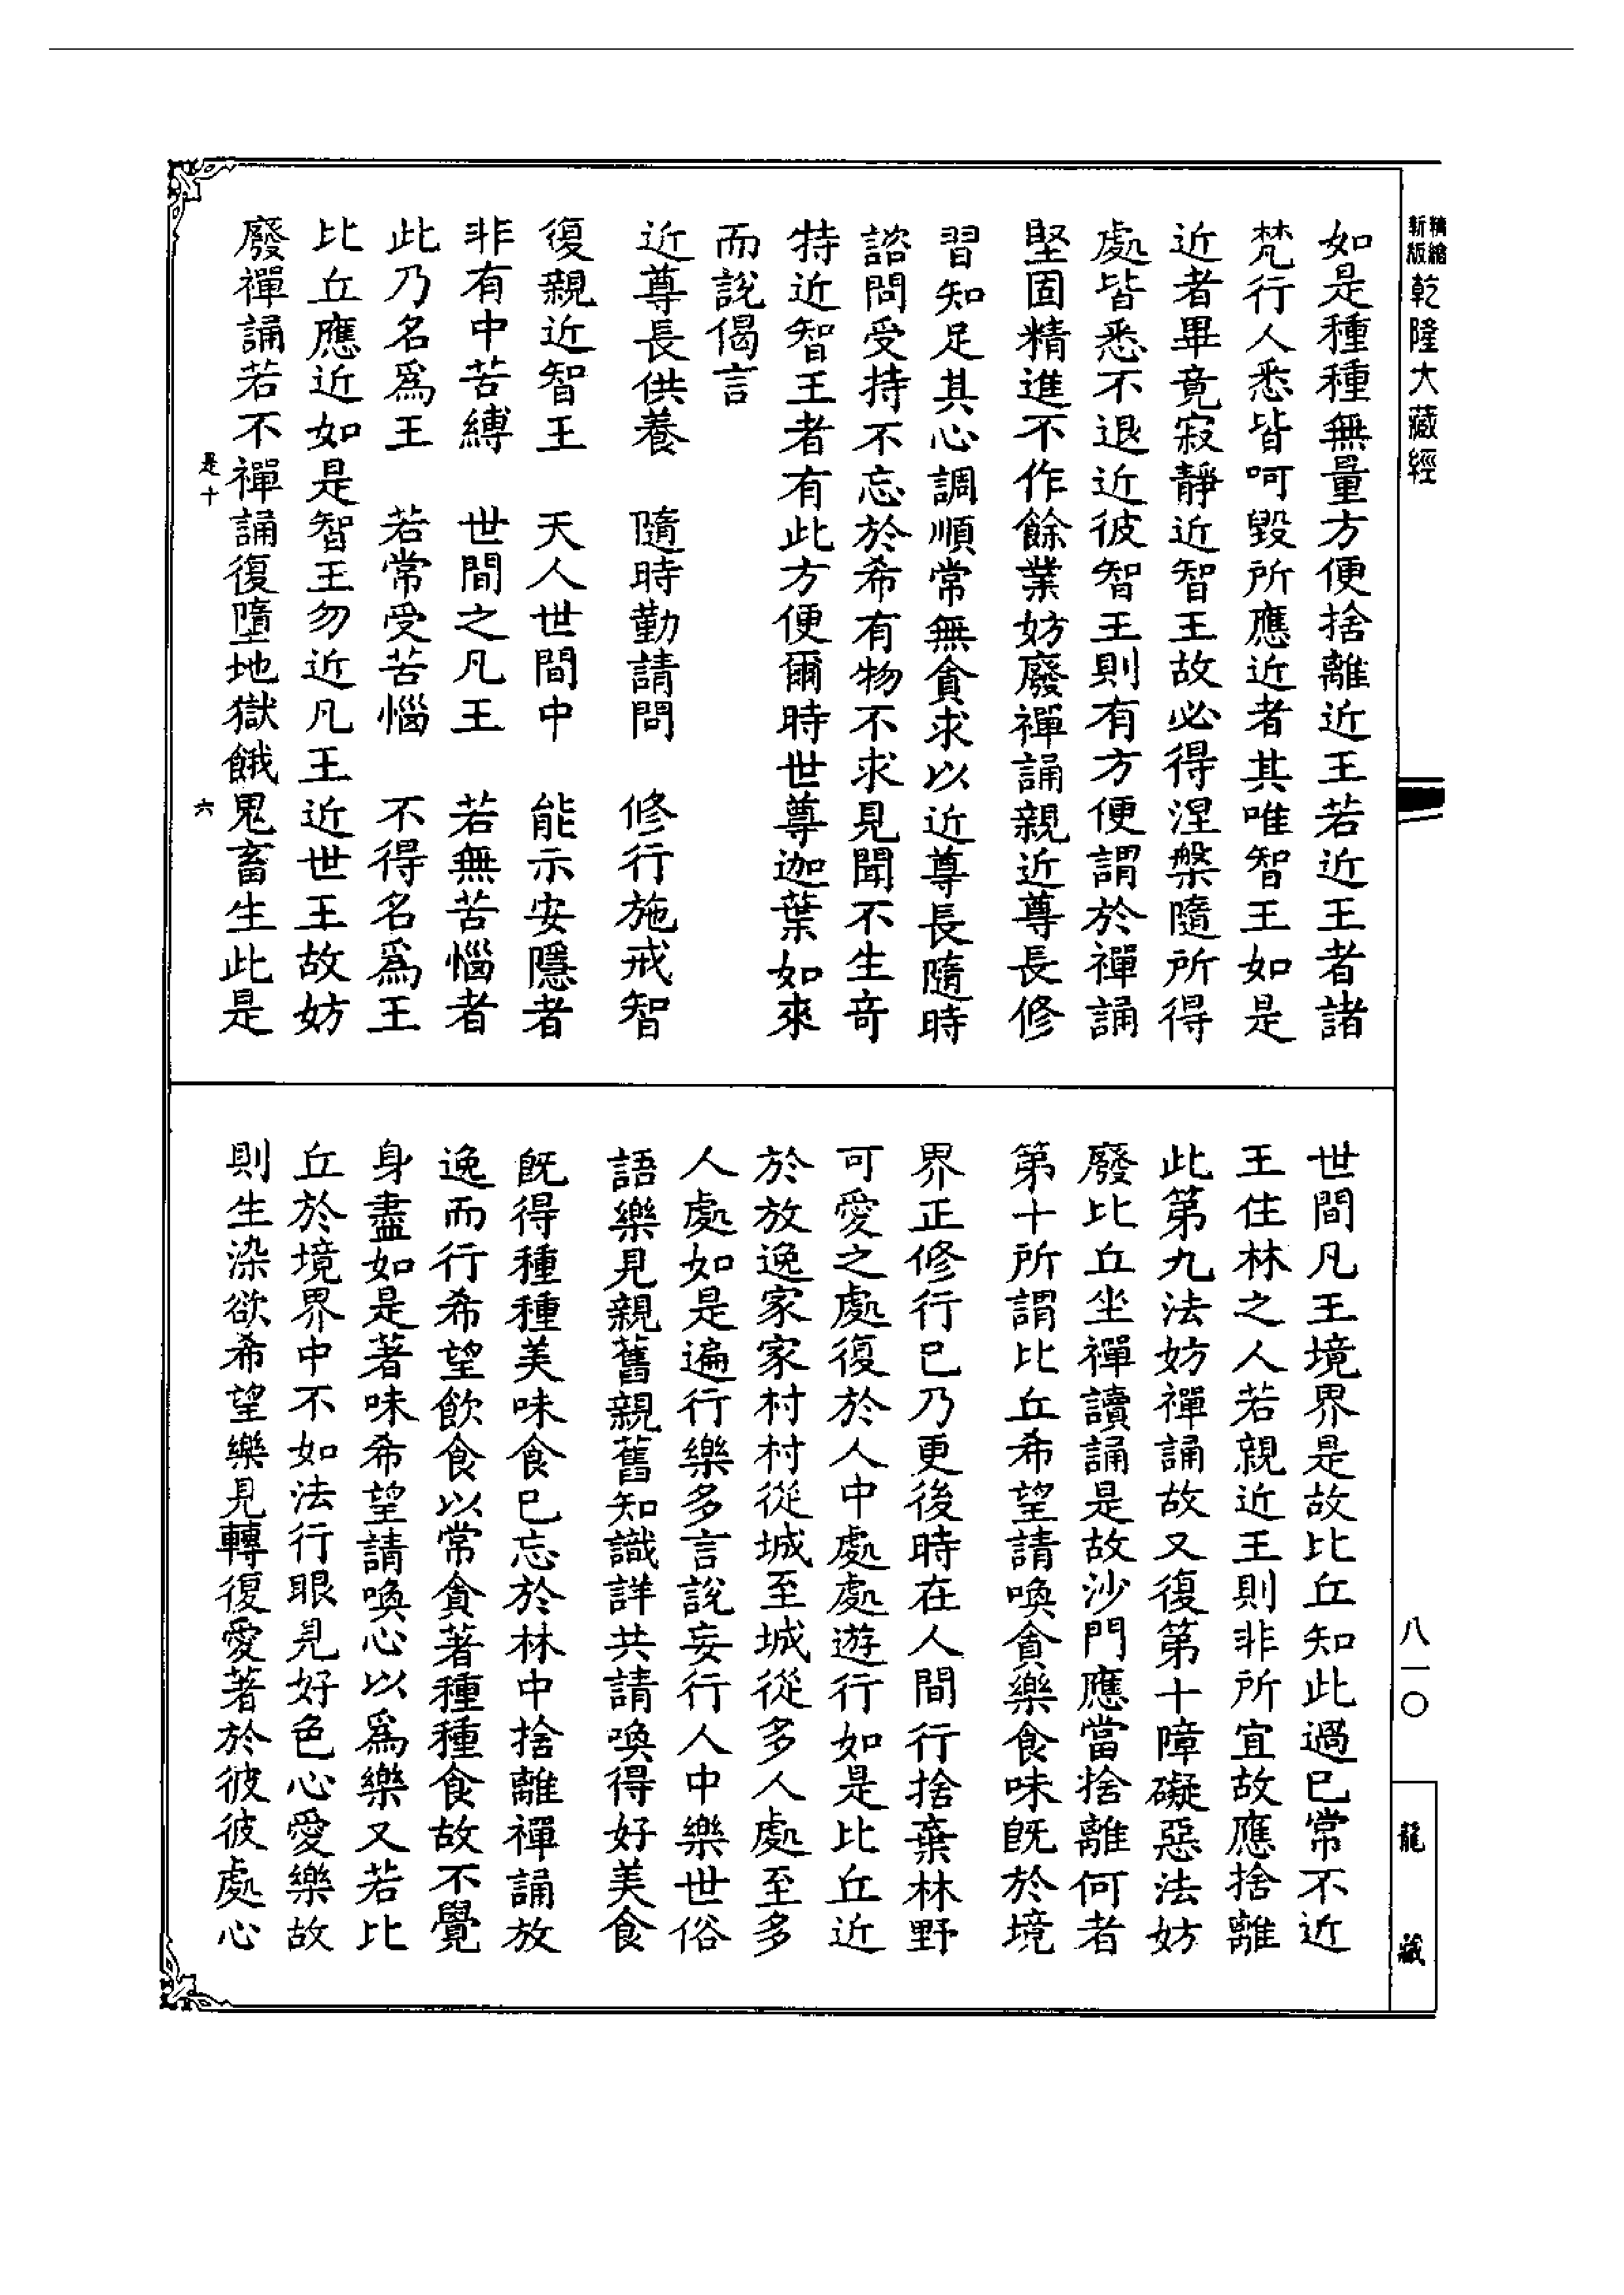 新版精繪乾隆大藏經
如是種種無量方便捨離近王若近王者諸
梵行人悉皆呵毀所應近者其唯智王如是
近者畢竟寂靜近智王故必得涅槃隨所得
處皆悉不退近彼智王則有方便謂於禪誦
堅固精進不作餘業妨廢禪誦親近尊長修
習知足其心調順常無貪求以近尊長隨時
諮問受持不忘於希有物不求見聞不生奇
特近智王者有此方便爾時世尊迦葉如來
而說偈言
近尊長供養　隨時勤請問　修行施戒智
復親近智王　天人世間中　能示安隱者
非有中苦縛　世間之凡王　若無苦惱者
此乃名爲王　若常受苦惱　不得名爲王
比丘應近如是智王勿近凡王近世王故妨
廢禪誦若不禪誦復墮地獄餓鬼畜生此是
是十　六
世間凡王境界是故比丘知此過已常不近
王住林之人若親近王則非所宜故應捨離
此第九法妨禪誦故又復第十障礙惡法妨
廢比丘坐禪讀誦是故沙門應當捨離何者
第十所謂比丘希望請喚貪樂食味旣於境
界正修行已乃更後時在人間行捨棄林野
可愛之處復於人中處處遊行如是比丘近
於放逸家家村村從城至城從多人處至多
人處如是遍行樂多言說妄行人中樂世俗
語樂見親舊親舊知識詳共請喚得好美食
旣得種種美味食已忘於林中捨離禪誦放
逸而行希望飲食以常貪著種種食故不覺
身盡如是著味希望請喚心以爲樂又若比
丘於境界中不如法行眼見好色心愛樂故
則生染欲希望樂見轉復愛著於彼彼處心
八一〇
龍藏